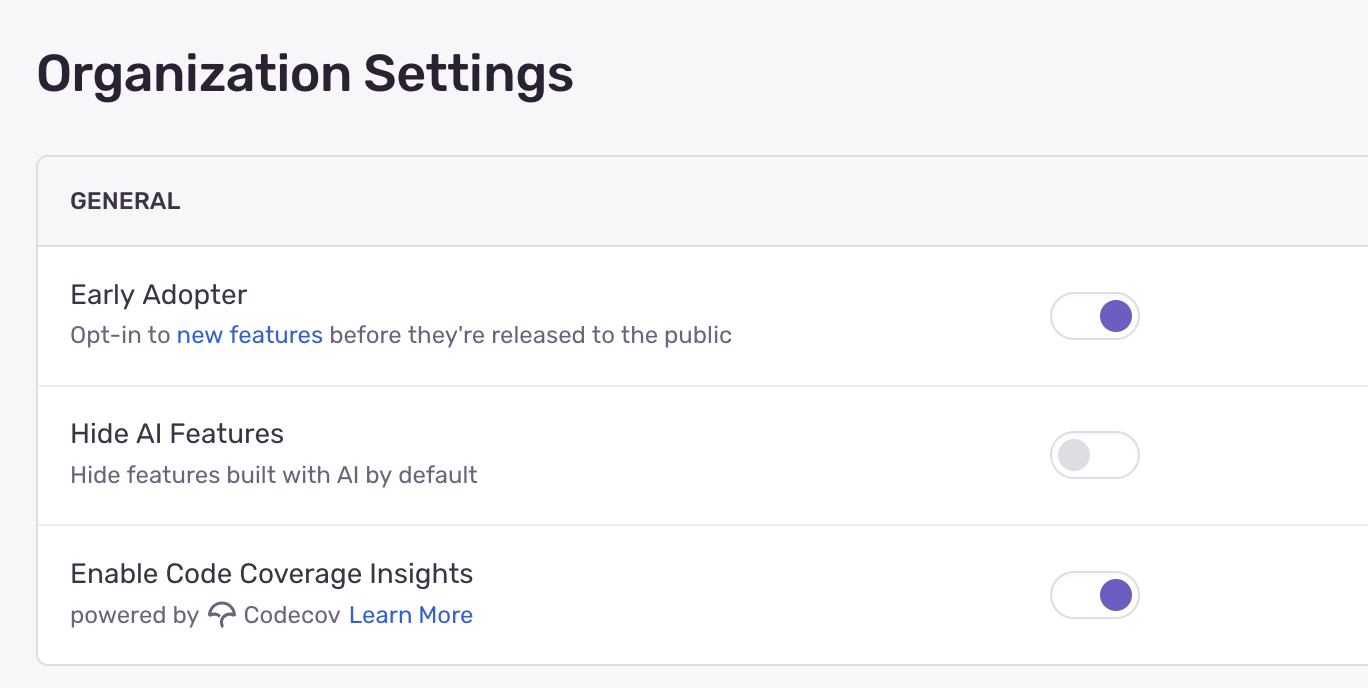 Organization Settings
GENERAL
Early Adopter
Opt-in to new features before they're released to the public
Hide AI Features
Hide features built with AI by default
Enable Code Coverage Insights
powered by Codecov Learn More